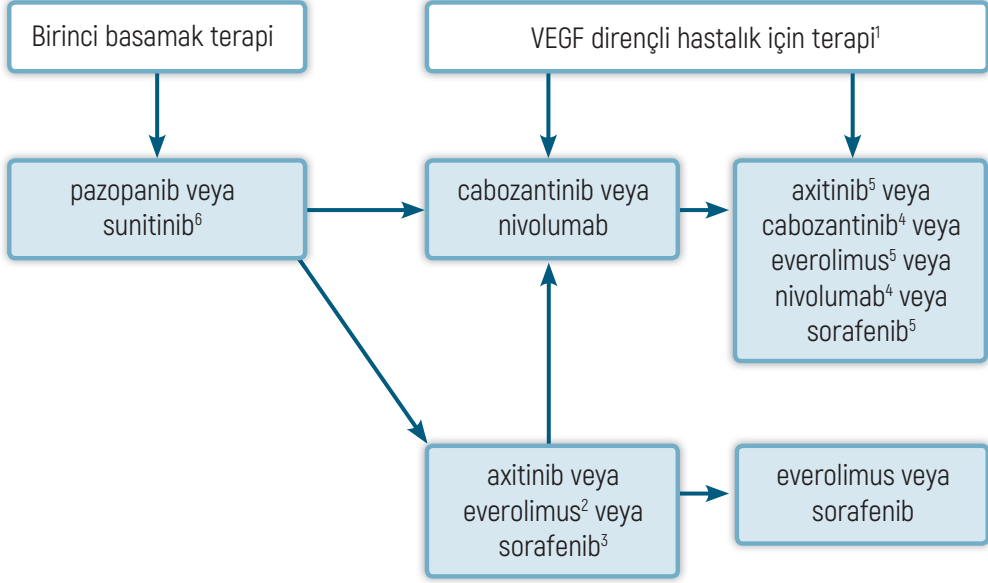 Birinci basamak terapi
VEGF dirençli hastalık için terapi¹
pazopanib veya
sunitinib⁶
cabozantinib veya
nivolumab
axitinib⁵ veya
cabozantinib⁴ veya
everolimus⁵ veya
nivolumab⁴ veya
sorafenib⁵
axitinib veya
everolimus² veya
sorafenib³
everolimus veya
sorafenib